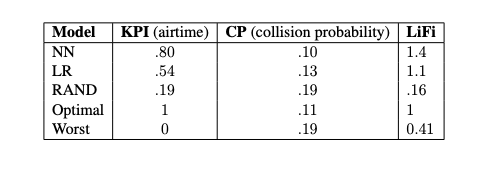 Model KPI (airtime) CP (collision probability) LiFi
NN .80 .10 1.4
LR .54 .13 1.1
RAND .19 .19 .16
Optimal 1 .11 1
Worst 0 .19 0.41